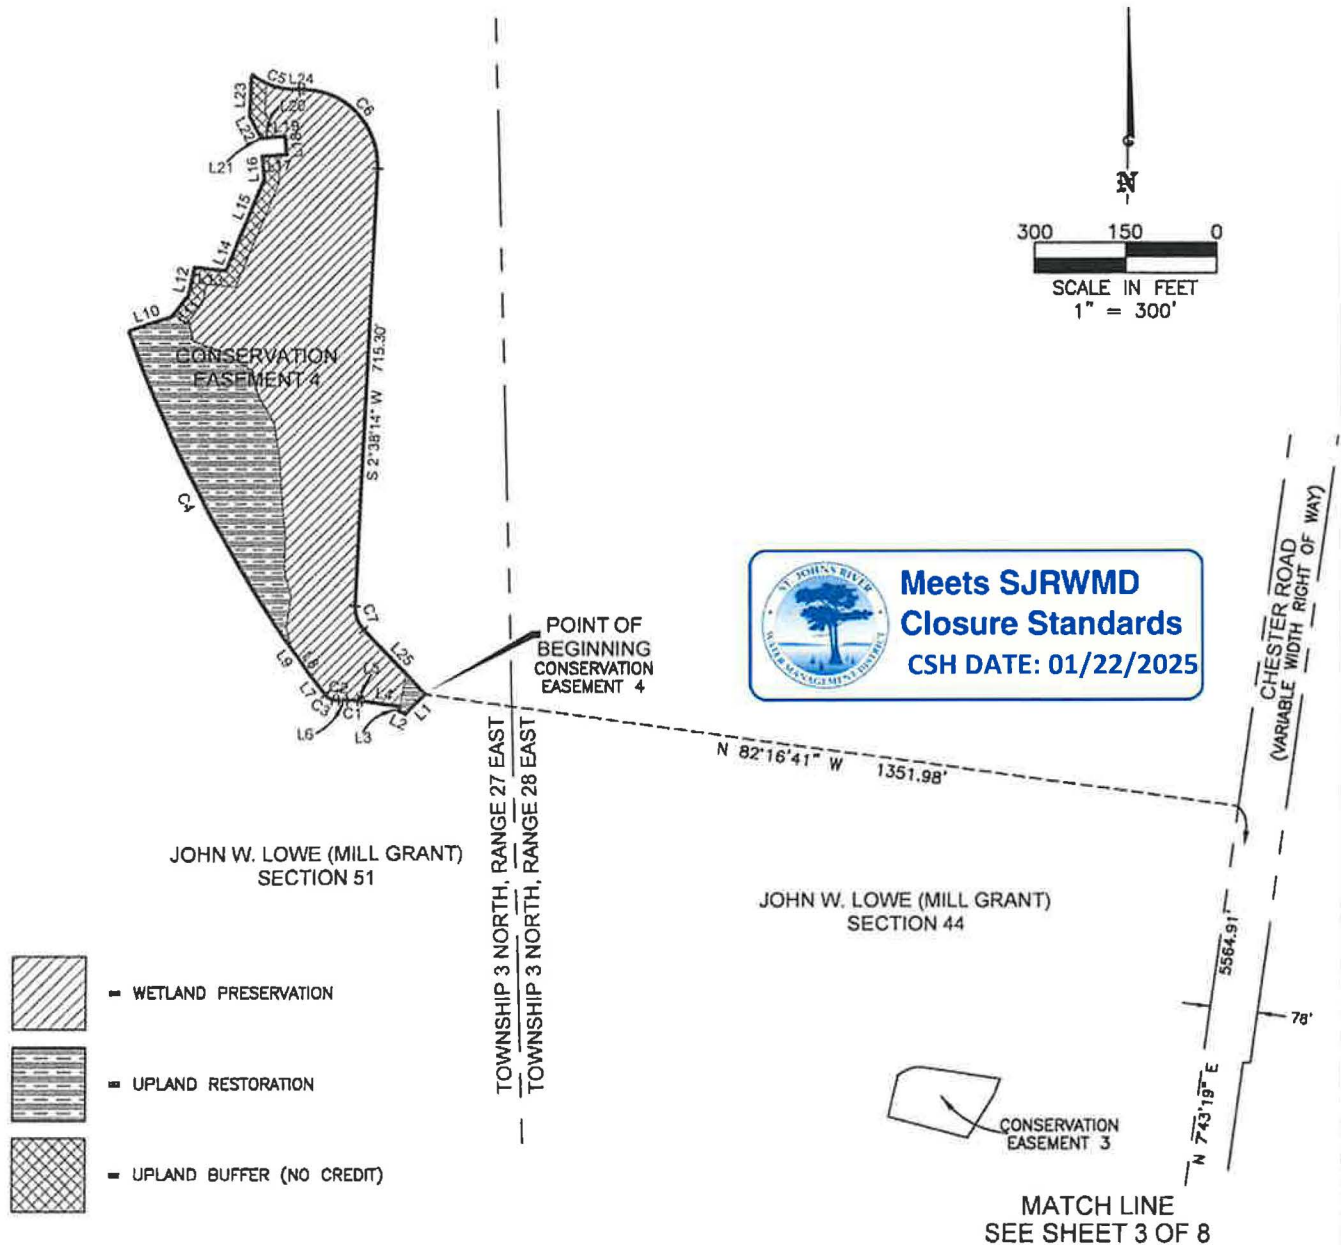 C5
L24
L23
C6
L20
L19
L22
L18
L21
L16
L17
L15
L14
L12
L10
CONSERVATION
EASEMENT 4
S 2°38'14" W 715.30'
C4
C7
L25
L5
L8
L9
L7
C2
L4
C3
C1
L6
L3
L2
L1
POINT OF
BEGINNING
CONSERVATION
EASEMENT 4
N
300 150 0
SCALE IN FEET
1" = 300'
ST. JOHNS RIVER
WATER MANAGEMENT DISTRICT
Meets SJRWMD
Closure Standards
CSH DATE: 01/22/2025
CHESTER ROAD
(VARIABLE WIDTH RIGHT OF WAY)
N 82°16'41" W 1351.98'
TOWNSHIP 3 NORTH, RANGE 27 EAST
TOWNSHIP 3 NORTH, RANGE 28 EAST
JOHN W. LOWE (MILL GRANT)
SECTION 51
JOHN W. LOWE (MILL GRANT)
SECTION 44
5564.91'
78'
N 7°43'19" E
= WETLAND PRESERVATION
= UPLAND RESTORATION
= UPLAND BUFFER (NO CREDIT)
CONSERVATION
EASEMENT 3
MATCH LINE
SEE SHEET 3 OF 8